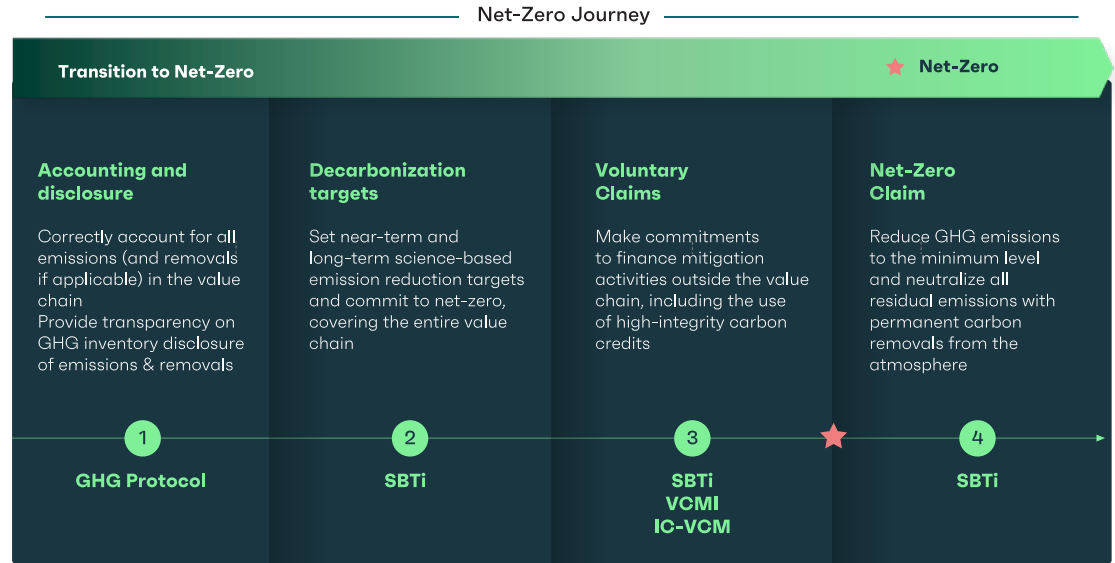 Net-Zero Journey
Transition to Net-Zero
Net-Zero
Accounting and
disclosure
Correctly account for all
emissions (and removals
if applicable) in the value
chain
Provide transparency on
GHG inventory disclosure
of emissions & removals
1
GHG Protocol
Decarbonization
targets
Set near-term and
long-term science-based
emission reduction targets
and commit to net-zero,
covering the entire value
chain
2
SBTi
Voluntary
Claims
Make commitments
to finance mitigation
activities outside the value
chain, including the use
of high-integrity carbon
credits
3
SBTi
VCMI
IC-VCM
Net-Zero
Claim
Reduce GHG emissions
to the minimum level
and neutralize all
residual emissions with
permanent carbon
removals from the
atmosphere
4
SBTi